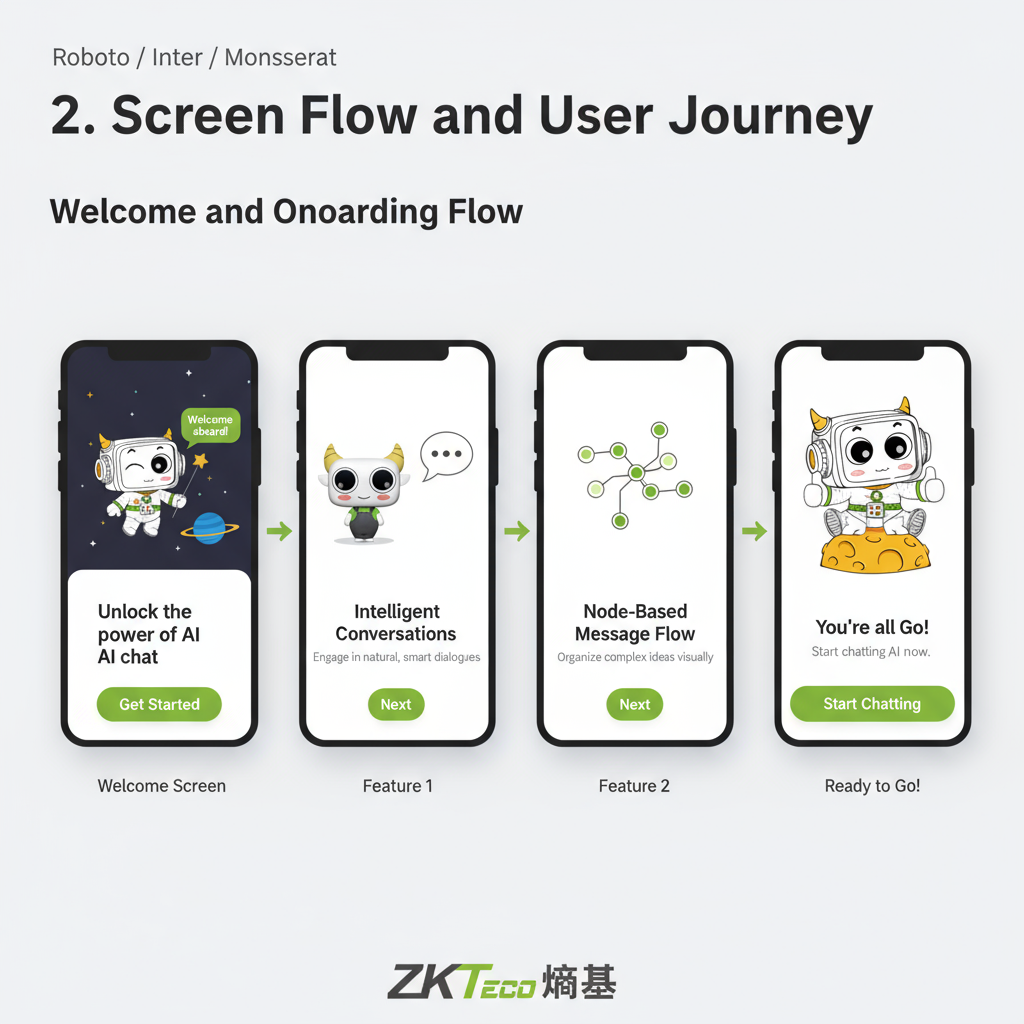 Roboto / Inter / Monsserat
2. Screen Flow and User Journey
Welcome and Onoarding Flow
Welcome
sbeard!
Unlock the
power of AI
AI chat
Get Started
Welcome Screen
Intelligent
Conversations
Engage in natural, smart dialogues
Next
Feature 1
Node-Based
Message Flow
Organize complex ideas visually
Next
Feature 2
You're all Go!
Start chatting AI now.
Start Chatting
Ready to Go!
ZKTECO 熵基